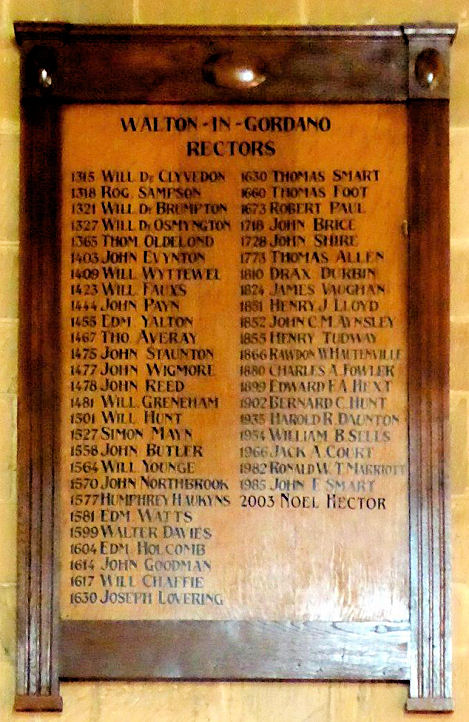 WALTON-IN-GORDANO
RECTORS
1315 WILL DE CLYVEDON
1318 ROG. SAMPSON
1321 WILL DE BRUMPTON
1327 WILL DE OSMYNGTON
1365 THOM OLDELOND
1403 JOHN EVYNTON
1409 WILL WYTTEWEL
1423 WILL FAUXS
1444 JOHN PAYN
1455 EDM YALTON
1467 THO AVERAY
1475 JOHN STAUNTON
1477 JOHN WIGMORE
1478 JOHN REED
1481 WILL GRENEHAM
1501 WILL HUNT
1527 SIMON MAYN
1558 JOHN BUTLER
1564 WILL YOUNGE
1570 JOHN NORTHBROOK
1577 HUMPHREY HAUKYNS
1581 EDM WATTS
1599 WALTER DAVIES
1604 EDM HOLCOMB
1614 JOHN GOODMAN
1617 WILL CHAFFIE
1630 JOSEPH LOVERING
1630 THOMAS SMART
1660 THOMAS FOOT
1673 ROBERT PAUL
1718 JOHN BRICE
1728 JOHN SHIRE
1773 THOMAS ALLEN
1810 DRAX DURBIN
1824 JAMES VAUGHAN
1851 HENRY J LLOYD
1852 JOHN C.M. AYNSLEY
1855 HENRY TUDWAY
1866 RAWDON W HAUTENVILLE
1880 CHARLES A. FOWLER
1899 EDWARD F.A. HEXT
1902 BERNARD C. HUNT
1935 HAROLD R. DAUNTON
1954 WILLIAM B. SELLS
1966 JACK A. COURT
1982 RONALD W. T. MARRIOTT
1985 JOHN F. SMART
2003 NOEL HECTOR